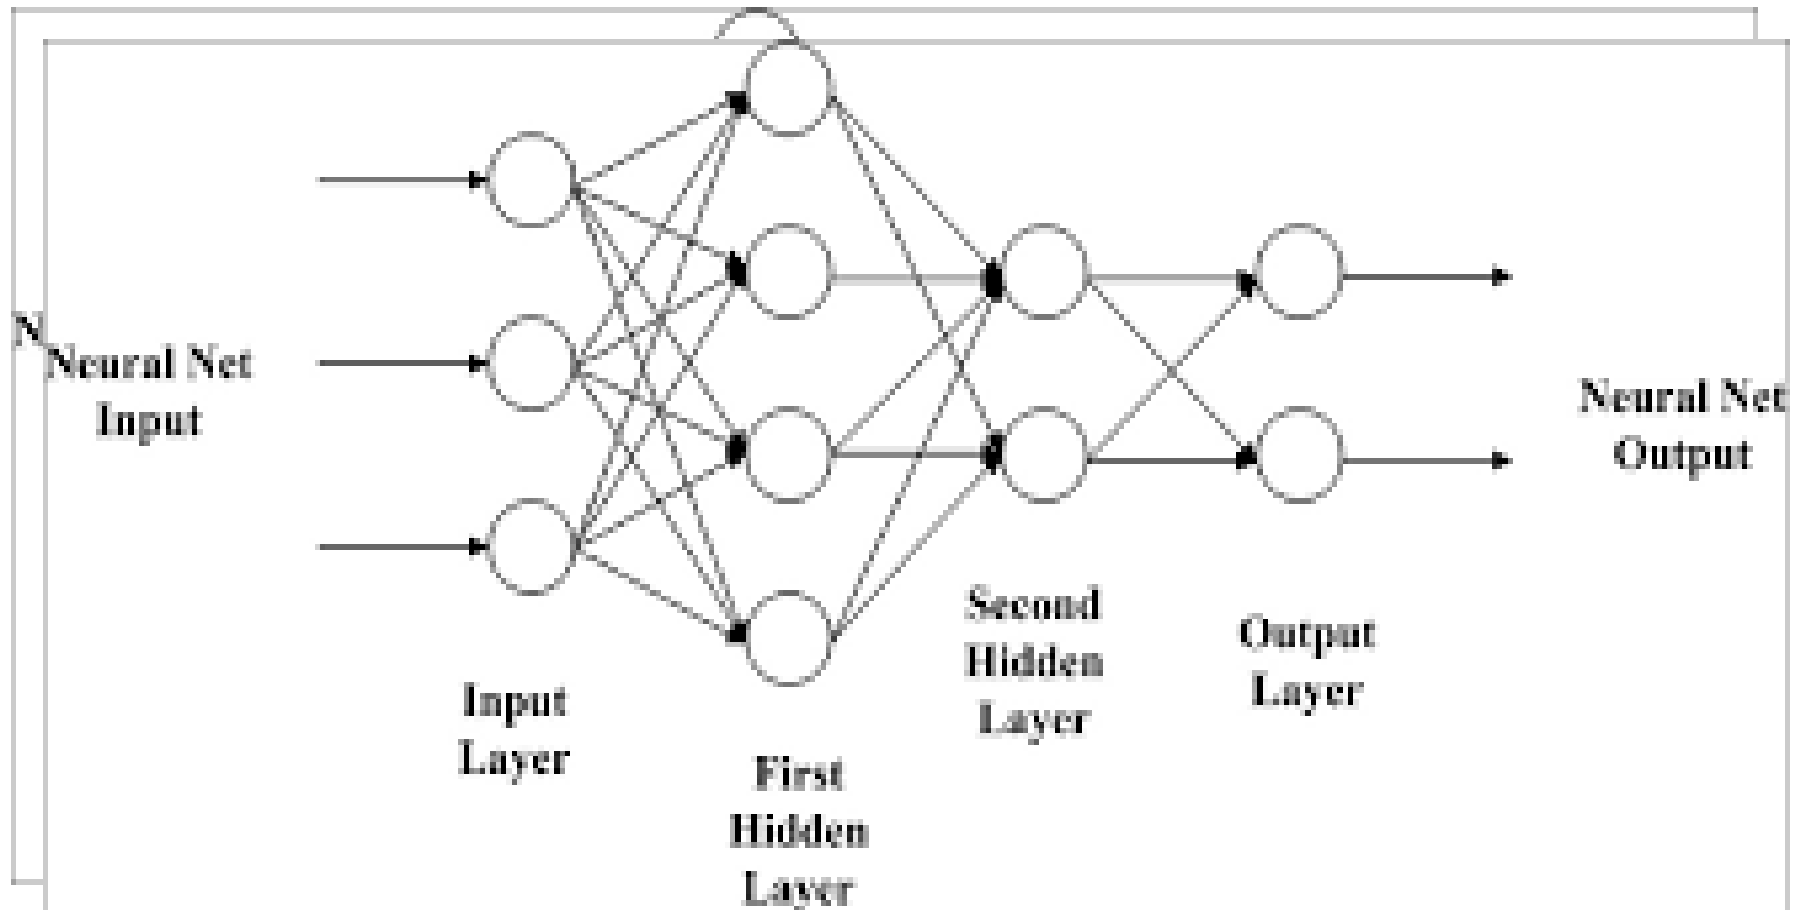 N
Neural Net
Input
Neural Net
Output
Input
Layer
First
Hidden
Layer
Second
Hidden
Layer
Output
Layer